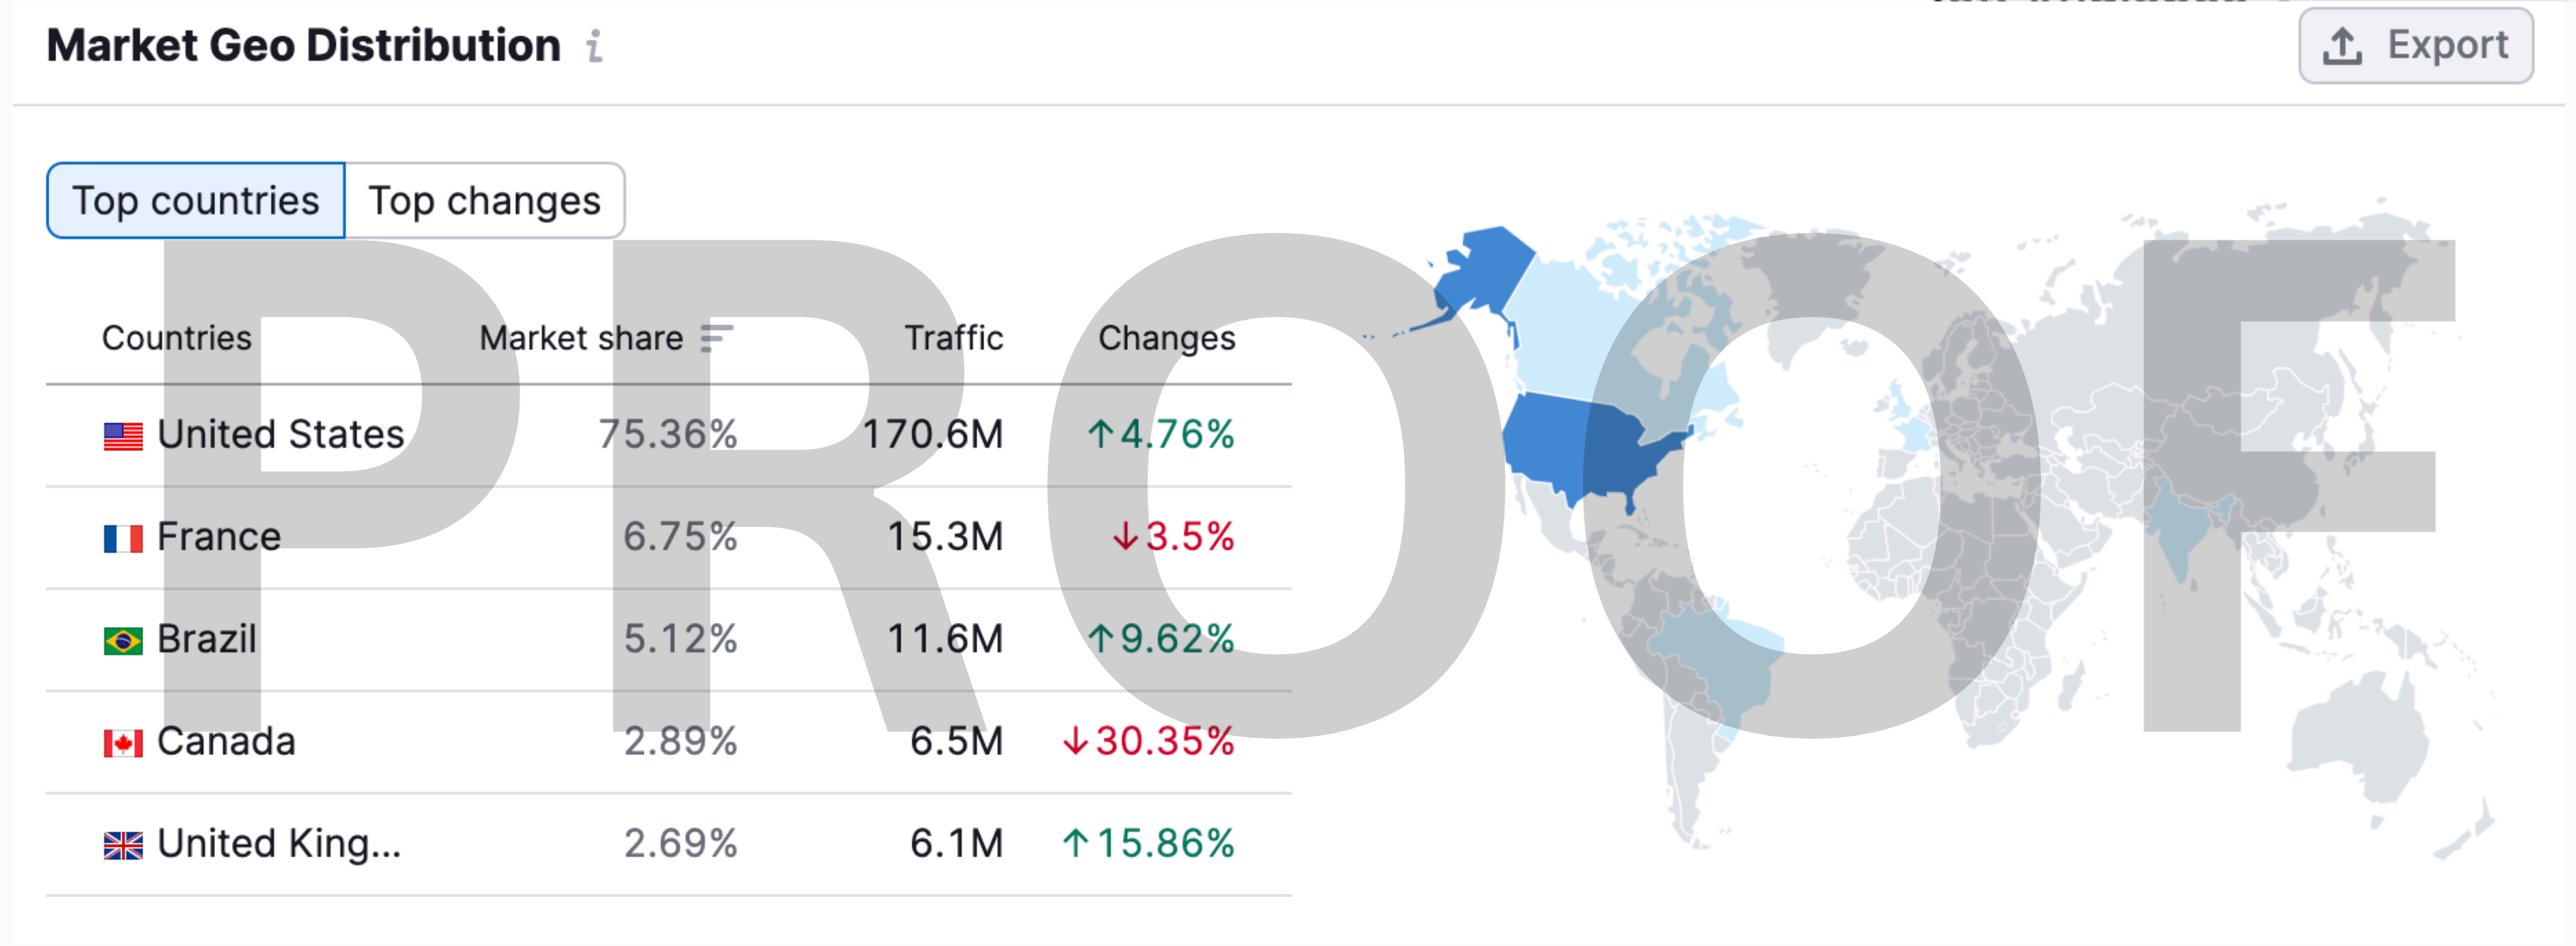 Market Geo Distribution i
Export
Top countries Top changes
Countries Market share Traffic Changes
United States 75.36% 170.6M ↑4.76%
France 6.75% 15.3M ↓3.5%
Brazil 5.12% 11.6M ↑9.62%
Canada 2.89% 6.5M ↓30.35%
United King... 2.69% 6.1M ↑15.86%
PROOF